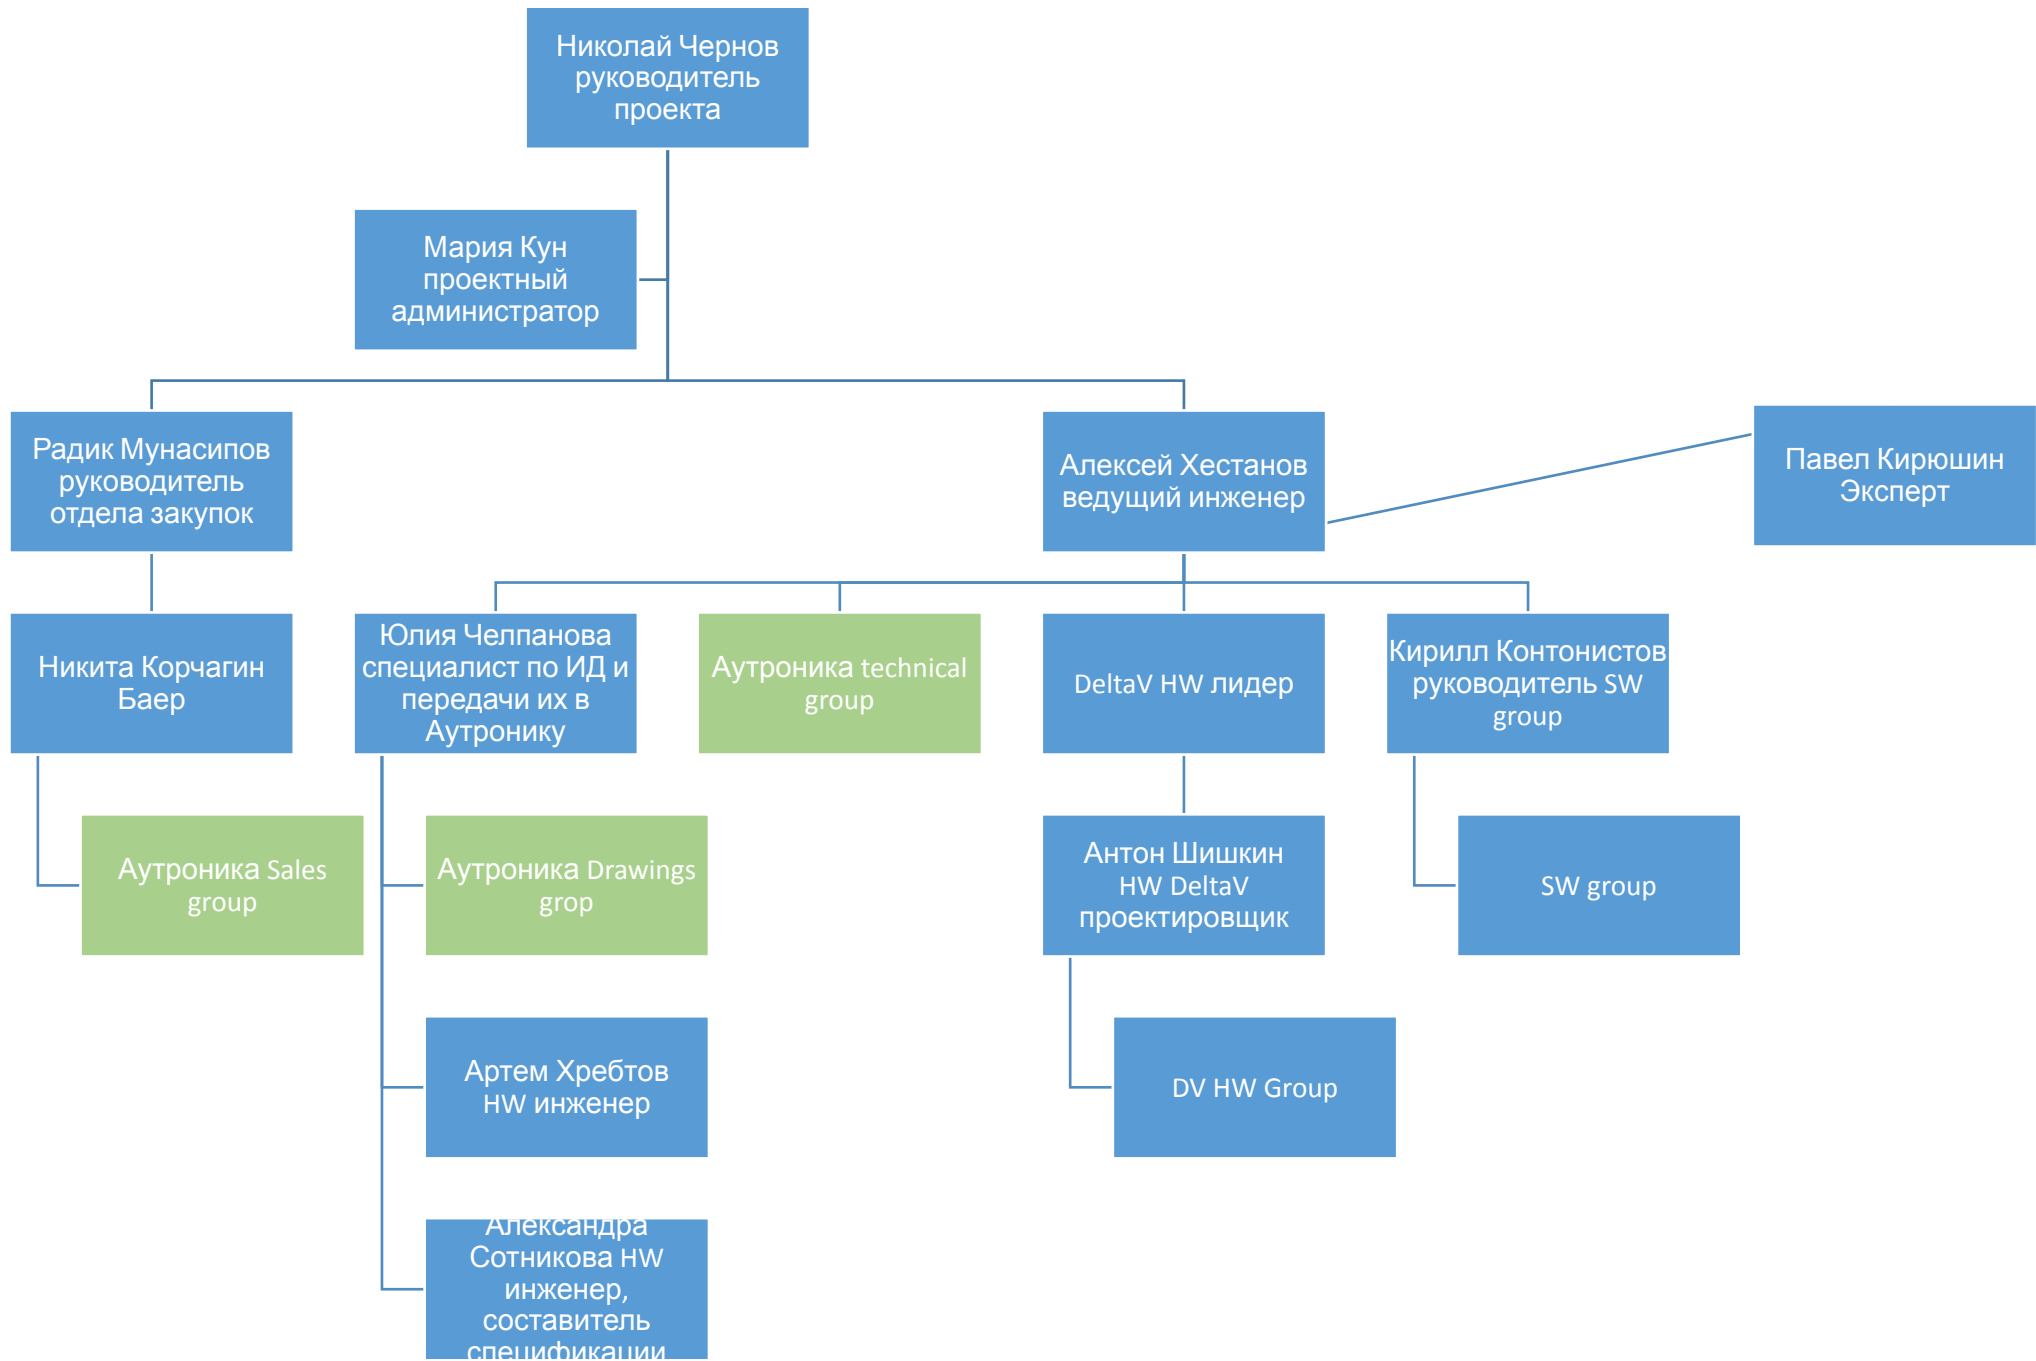 Николай Чернов
руководитель
проекта
Мария Кун
проектный
администратор
Радик Мунасипов
руководитель
отдела закупок
Алексей Хестанов
ведущий инженер
Павел Кирюшин
Эксперт
Никита Корчагин
Баер
Юлия Челпанова
специалист по ИД и
передачи их в
Аутронику
Аутроника technical
group
DeltaV HW лидер
Кирилл Контонистов
руководитель SW
group
Аутроника Sales
group
Аутроника Drawings
grop
Антон Шишкин
HW DeltaV
проектировщик
SW group
Артем Хребтов
HW инженер
DV HW Group
Александра
Сотникова HW
инженер,
составитель
спецификации